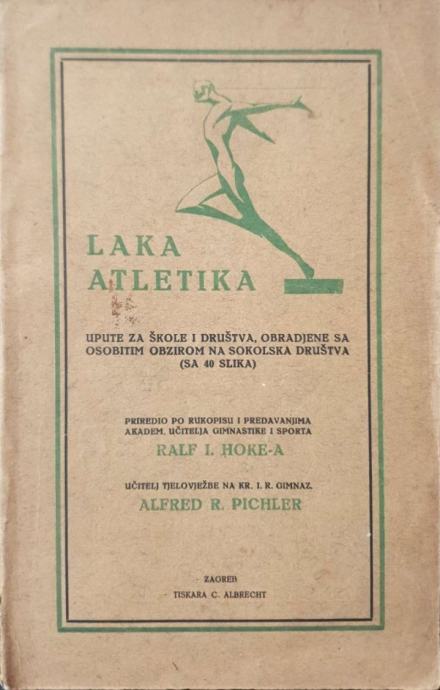 LAKA
ATLETIKA
UPUTE ZA ŠKOLE I DRUŠTVA, OBRADJENE SA
OSOBITIM OBZIROM NA SOKOLSKA DRUŠTVA
(SA 40 SLIKA)
PRIREDIO PO RUKOPISU I PREDAVANJIMA
AKADEM. UČITELJA GIMNASTIKE I SPORTA
RALF I. HOKE-A
UČITELJ TJELOVJEŽBE NA KR. I. R. GIMNAZ.
ALFRED R. PICHLER
ZAGREB
TISKARA C. ALBRECHT